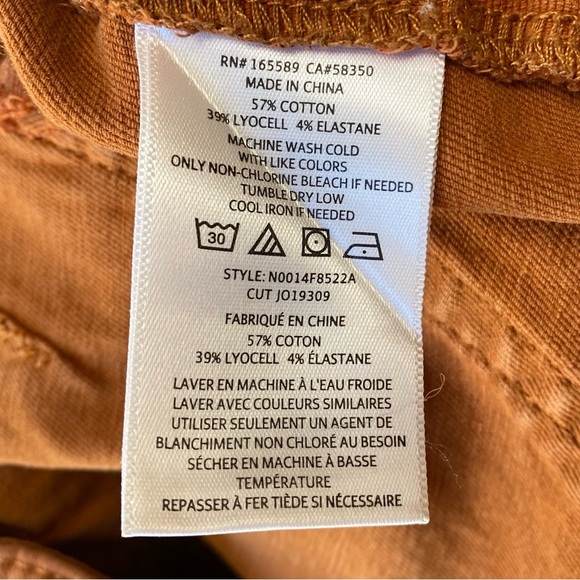 RN# 165589 CA#58350
MADE IN CHINA
57% COTTON
39% LYOCELL 4% ELASTANE
MACHINE WASH COLD
WITH LIKE COLORS
ONLY NON-CHLORINE BLEACH IF NEEDED
TUMBLE DRY LOW
COOL IRON IF NEEDED
30
STYLE: N0014F8522A
CUT JO19309
FABRIQUÉ EN CHINE
57% COTON
39% LYOCELL 4% ÉLASTANE
LAVER EN MACHINE À L'EAU FROIDE
LAVER AVEC COULEURS SIMILAIRES
UTILISER SEULEMENT UN AGENT DE
BLANCHIMENT NON CHLORÉ AU BESOIN
SÉCHER EN MACHINE À BASSE
TEMPÉRATURE
REPASSER À FER TIÈDE SI NÉCESSAIRE